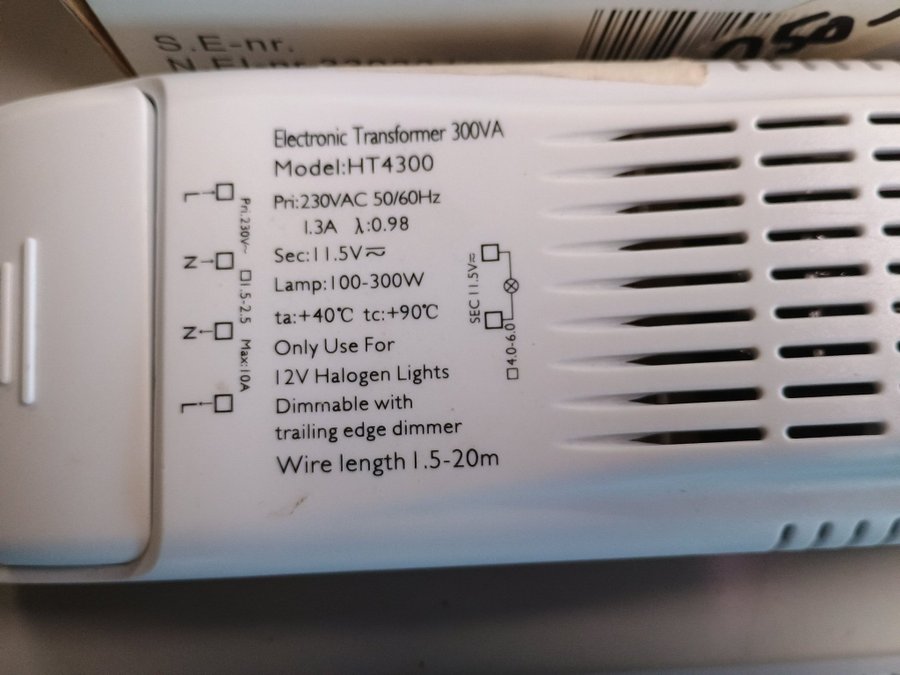 S.E-nr.
Electronic Transformer 300VA
Model:HT4300
Pri:230VAC 50/60Hz
1.3A λ:0.98
Sec:11.5V⎓
Lamp:100-300W
ta:+40℃ tc:+90℃
Only Use For
12V Halogen Lights
Dimmable with
trailing edge dimmer
Wire length 1.5-20m
L
N
N
L
Pri.230V~ □1.5-2.5 Max:10A
SEC 11.5V
□4.0-6.0